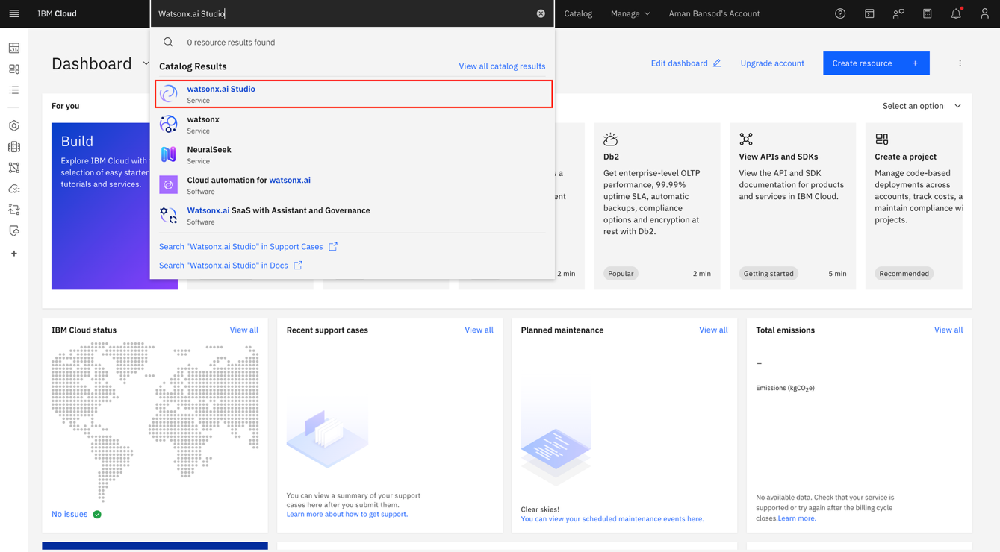 IBM Cloud
Watsonx.ai Studio
Catalog
Manage
Aman Bansod's Account
0 resource results found
Catalog Results
View all catalog results
watsonx.ai Studio
Service
watsonx
Service
NeuralSeek
Service
Cloud automation for watsonx.ai
Software
Watsonx.ai SaaS with Assistant and Governance
Software
Search "Watsonx.ai Studio" in Support Cases
Search "Watsonx.ai Studio" in Docs
Dashboard
Edit dashboard
Upgrade account
Create resource +
For you
Select an option
Build
Explore IBM Cloud with
selection of easy starter
tutorials and services.
s a
ent
2 min
Db2
Get enterprise-level OLTP
performance, 99.99%
uptime SLA, automatic
backups, compliance
options and encryption at
rest with Db2.
Popular
2 min
View APIs and SDKs
View the API and SDK
documentation for products
and services in IBM Cloud.
Getting started
5 min
Create a project
Manage code-based
deployments across
accounts, track costs, a
maintain compliance wi
projects.
Recommended
IBM Cloud status
View all
No issues
Recent support cases
View all
You can view a summary of your support
cases here after you submit them.
Learn more about how to get support.
Planned maintenance
View all
Clear skies!
You can view your scheduled maintenance events here.
Total emissions
View all
-
Emissions (kgCO2e)
No available data. Check that your service is
supported or try again after the billing cycle
closes.Learn more.